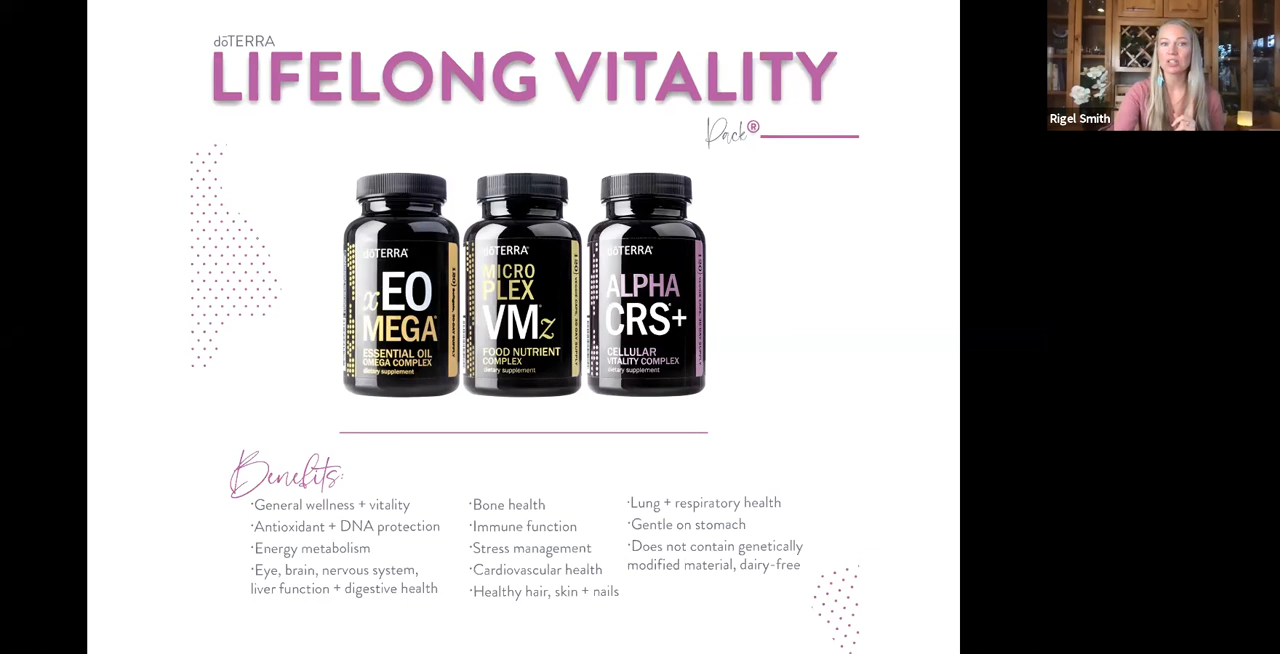 dōTERRA
LIFELONG VITALITY
Pack®
Rigel Smith
dōTERRA
xEO
MEGA
ESSENTIAL OIL
OMEGA COMPLEX
dietary supplement
dōTERRA
MICRO
PLEX
VMz
FOOD NUTRIENT
COMPLEX
dietary supplement
dōTERRA
ALPHA
CRS+
CELLULAR
VITALITY COMPLEX
dietary supplement
Benefits:
·General wellness + vitality
·Antioxidant + DNA protection
·Energy metabolism
·Eye, brain, nervous system,
liver function + digestive health
·Bone health
·Immune function
·Stress management
·Cardiovascular health
·Healthy hair, skin + nails
·Lung + respiratory health
·Gentle on stomach
·Does not contain genetically
modified material, dairy-free